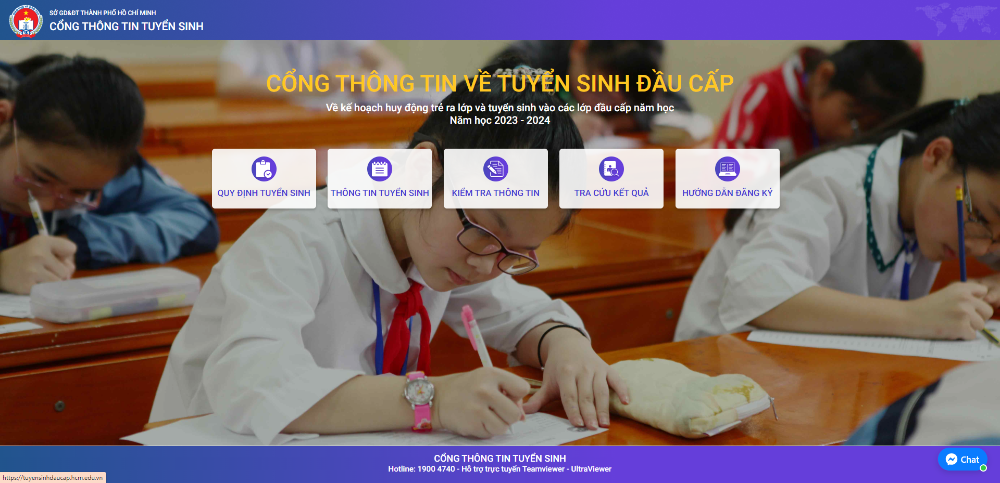 SỞ GD&ĐT THÀNH PHỐ HỒ CHÍ MINH
CỔNG THÔNG TIN TUYỂN SINH
CỔNG THÔNG TIN VỀ TUYỂN SINH ĐẦU CẤP
Về kế hoạch huy động trẻ ra lớp và tuyển sinh vào các lớp đầu cấp năm học
Năm học 2023 - 2024
QUY ĐỊNH TUYỂN SINH
THÔNG TIN TUYỂN SINH
KIỂM TRA THÔNG TIN
TRA CỨU KẾT QUẢ
HƯỚNG DẪN ĐĂNG KÝ
CỔNG THÔNG TIN TUYỂN SINH
Hotline: 1900 4740 - Hỗ trợ trực tuyến Teamviewer - UltraViewer
Chat
https://tuyensinhdaucap.hcm.edu.vn